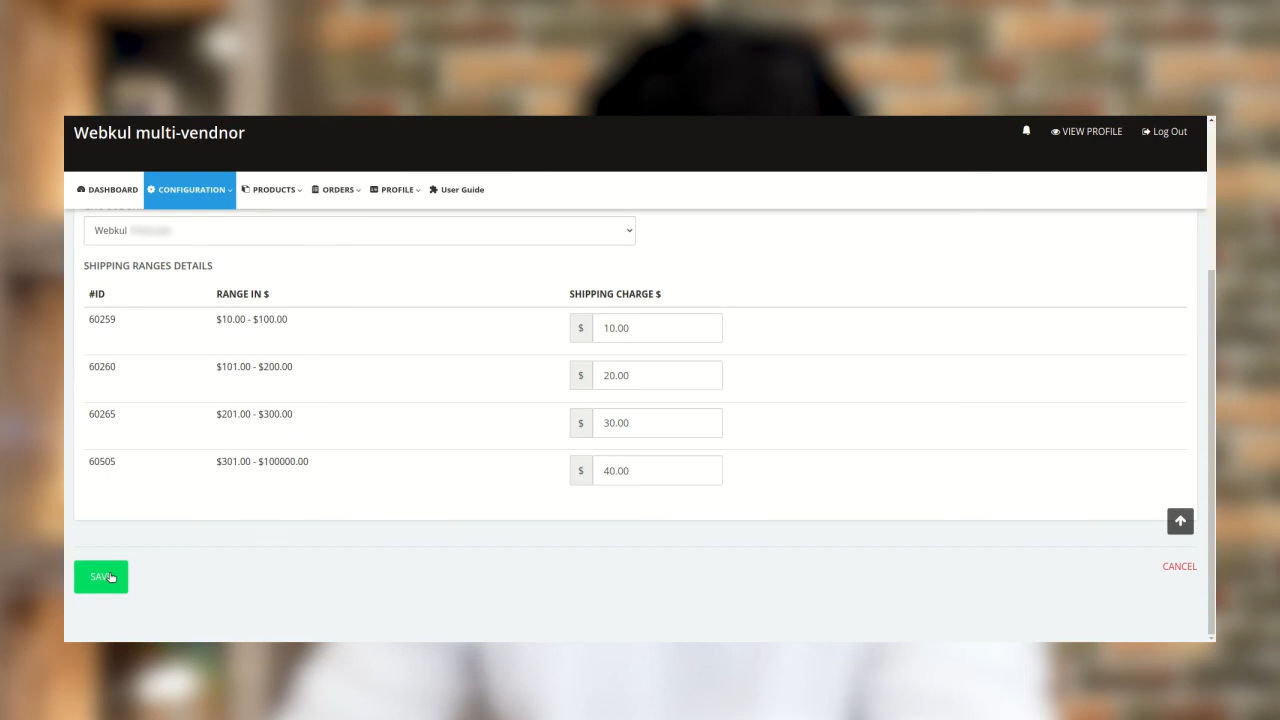 Webkul multi-vendnor
VIEW PROFILE
Log Out
DASHBOARD
CONFIGURATION
PRODUCTS
ORDERS
PROFILE
User Guide
Webkul
SHIPPING RANGES DETAILS
#ID RANGE IN $ SHIPPING CHARGE $
60259 $10.00 - $100.00 $ 10.00
60260 $101.00 - $200.00 $ 20.00
60265 $201.00 - $300.00 $ 30.00
60505 $301.00 - $100000.00 $ 40.00
CANCEL